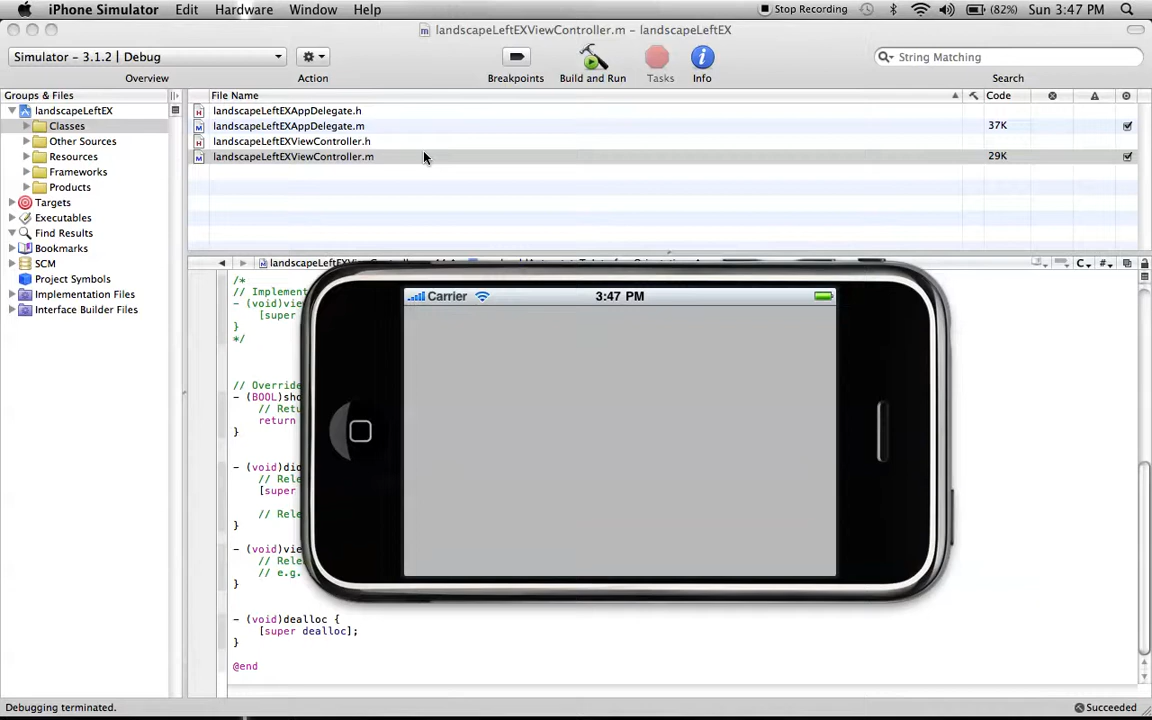 iPhone Simulator Edit Hardware Window Help Stop Recording (82%) Sun 3:47 PM
landscapeLeftEXViewController.m – landscapeLeftEX
Simulator - 3.1.2 | Debug
String Matching
Overview Action Breakpoints Build and Run Tasks Info Search
Groups & Files File Name Code
landscapeLeftEX
Classes
Other Sources
Resources
Frameworks
Products
Targets
Executables
Find Results
Bookmarks
SCM
Project Symbols
Implementation Files
Interface Builder Files
landscapeLeftEXAppDelegate.h
landscapeLeftEXAppDelegate.m 37K
landscapeLeftEXViewController.h
landscapeLeftEXViewController.m 29K
/*
// Implement
- (void)vie
[super
}
*/
// Override
- (BOOL)sho
// Retu
return
}
- (void)did
// Rele
[super
// Rel
}
- (void)vie
// Rele
// e.g.
}
- (void)dealloc {
[super dealloc];
}
@end
Carrier 3:47 PM
Debugging terminated. Succeeded